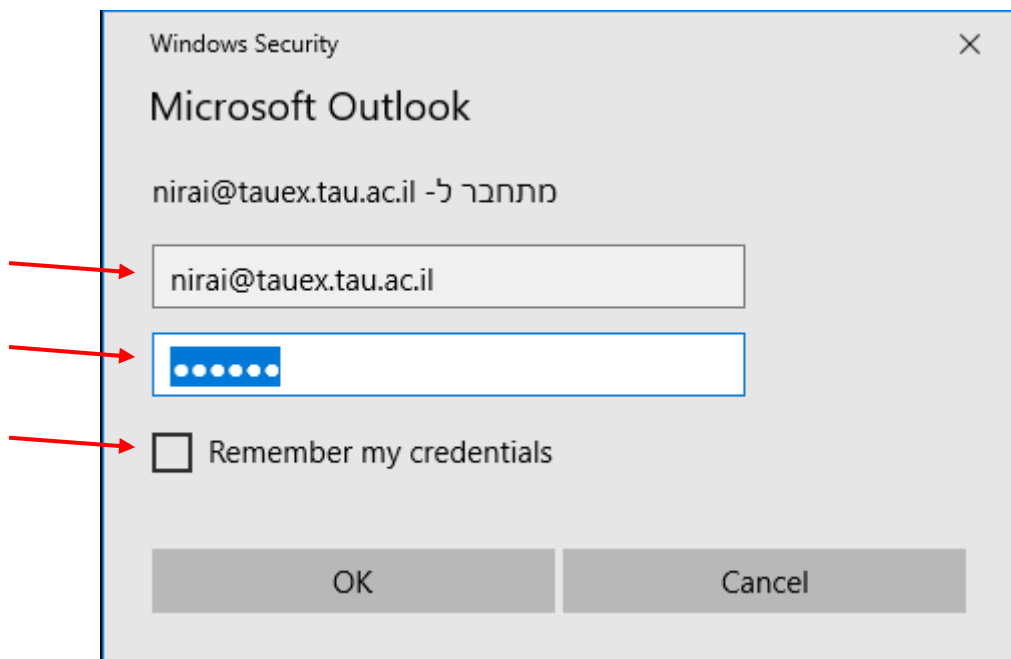 Windows Security
Microsoft Outlook
מתחבר ל- nirai@tauex.tau.ac.il
nirai@tauex.tau.ac.il
••••••
Remember my credentials
OK
Cancel